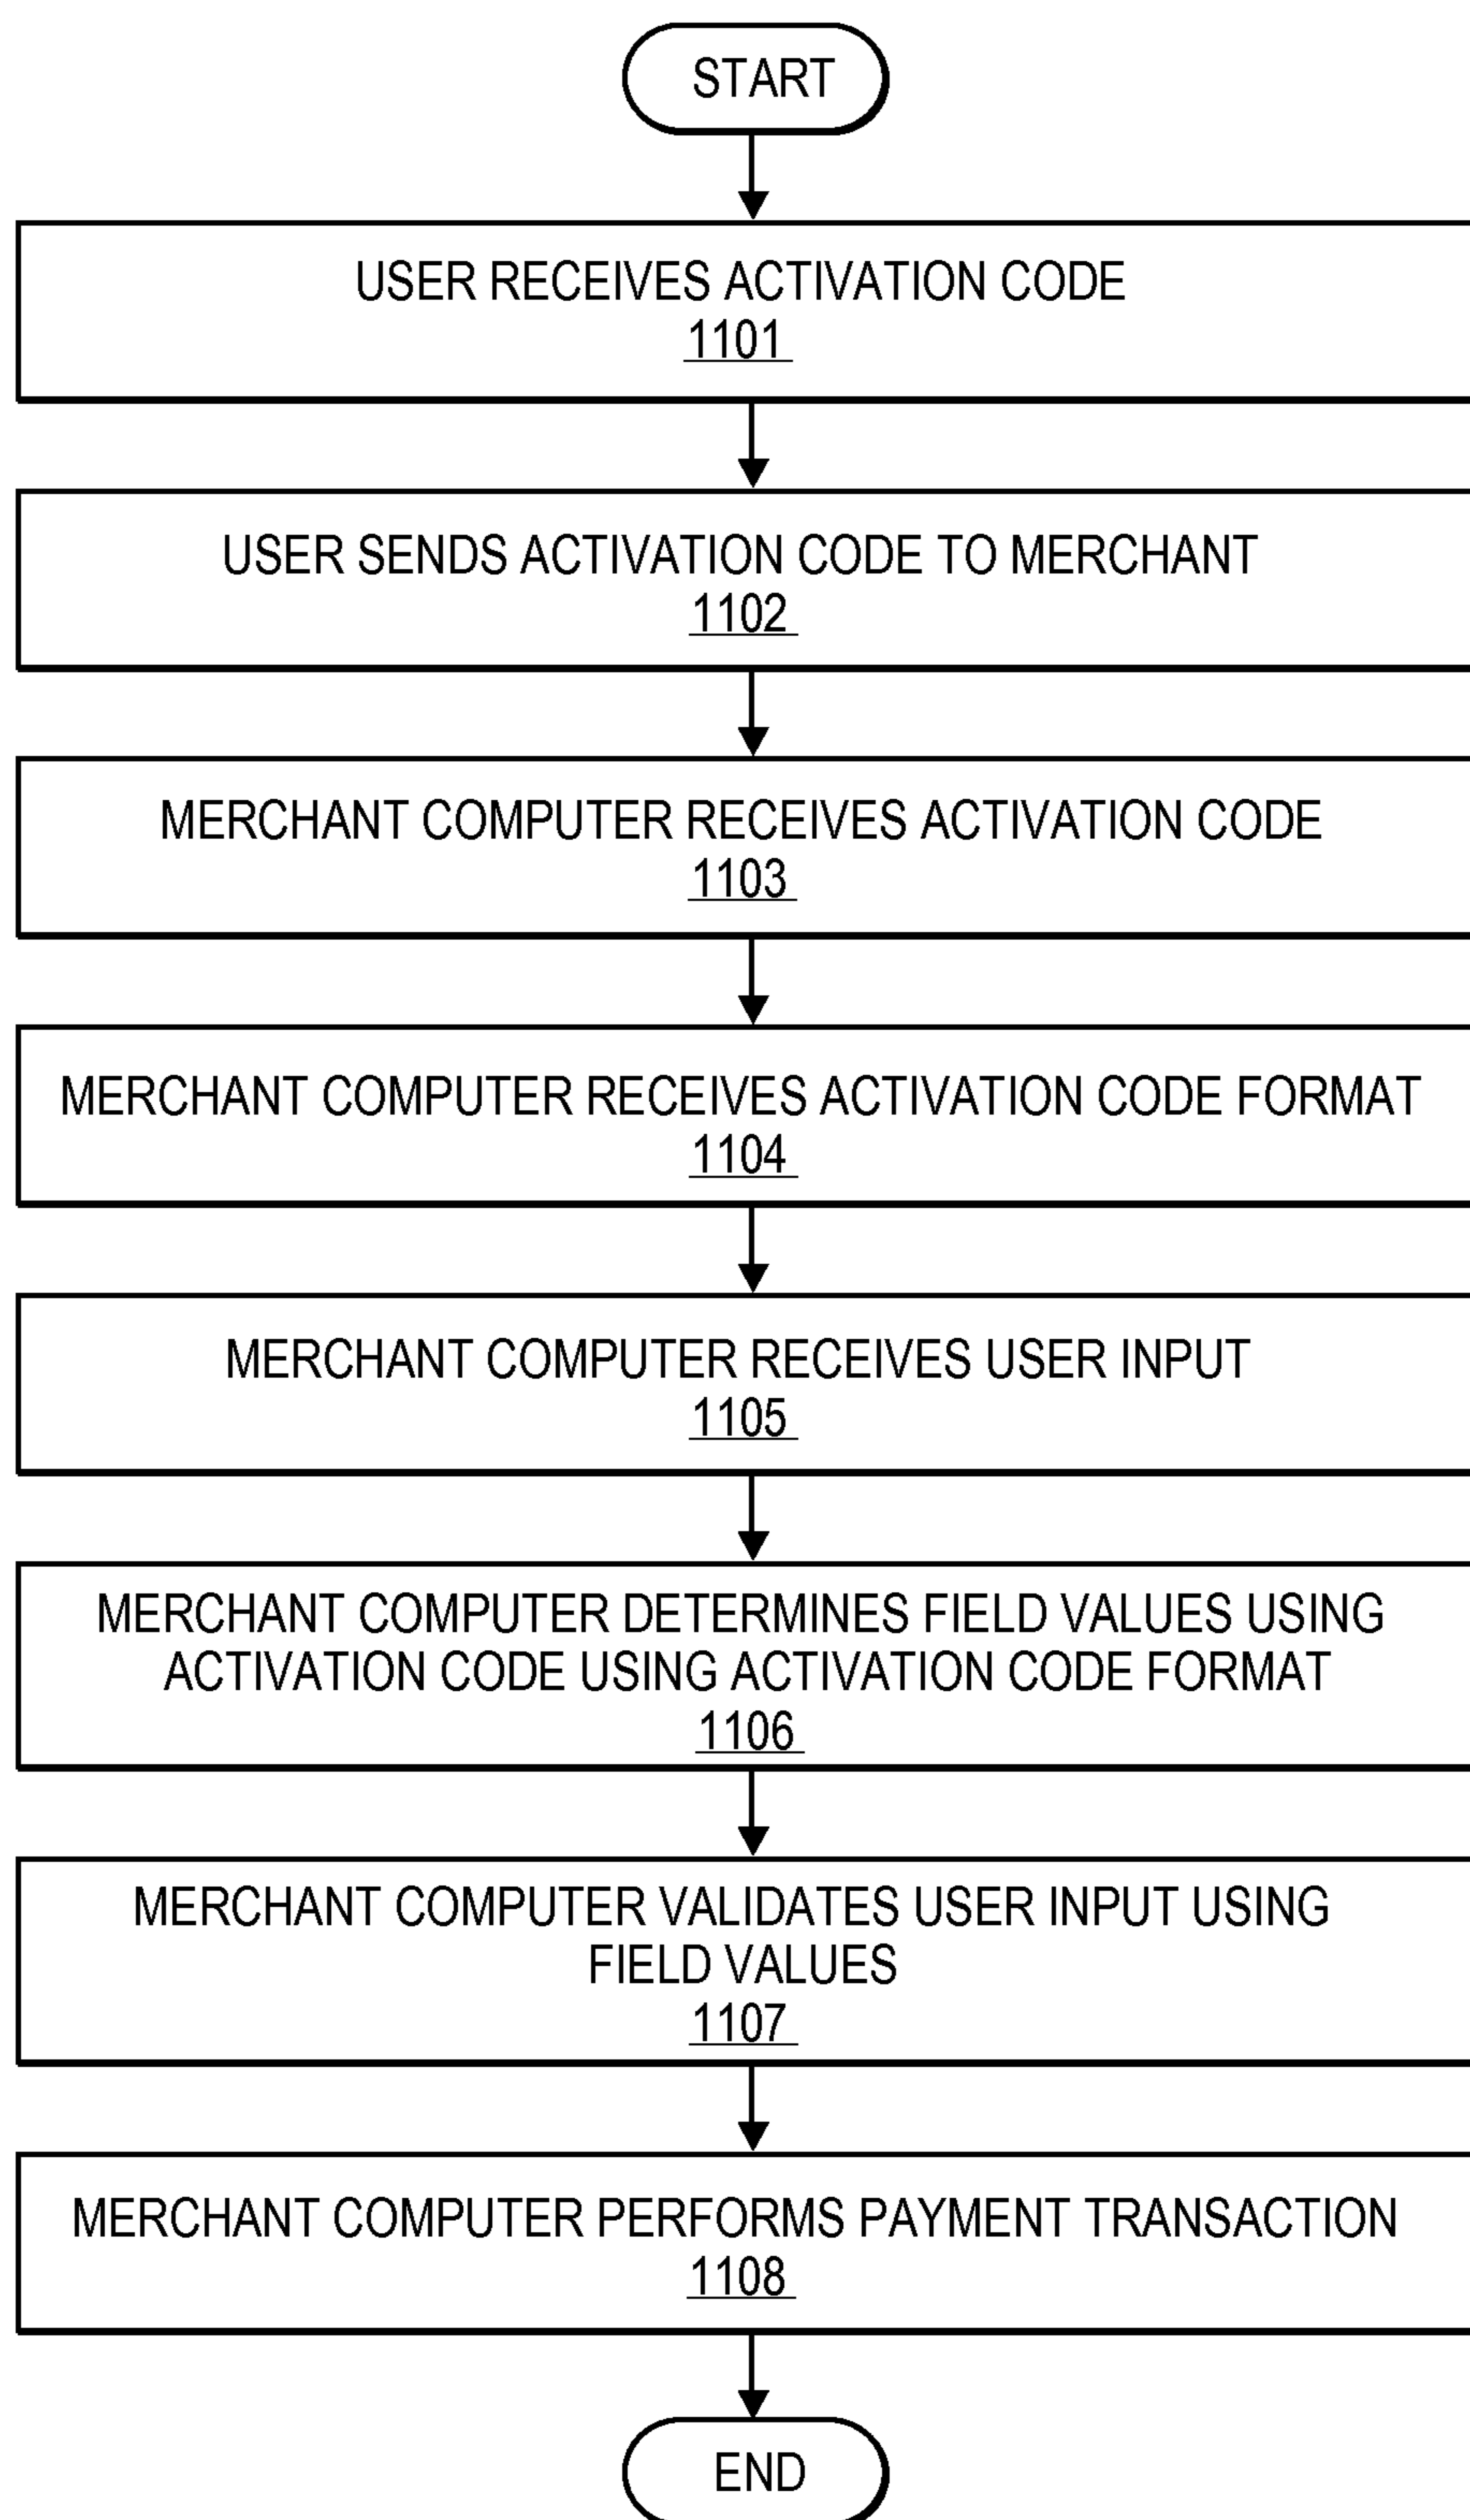 START
USER RECEIVES ACTIVATION CODE
1101
USER SENDS ACTIVATION CODE TO MERCHANT
1102
MERCHANT COMPUTER RECEIVES ACTIVATION CODE
1103
MERCHANT COMPUTER RECEIVES ACTIVATION CODE FORMAT
1104
MERCHANT COMPUTER RECEIVES USER INPUT
1105
MERCHANT COMPUTER DETERMINES FIELD VALUES USING
ACTIVATION CODE USING ACTIVATION CODE FORMAT
1106
MERCHANT COMPUTER VALIDATES USER INPUT USING
FIELD VALUES
1107
MERCHANT COMPUTER PERFORMS PAYMENT TRANSACTION
1108
END